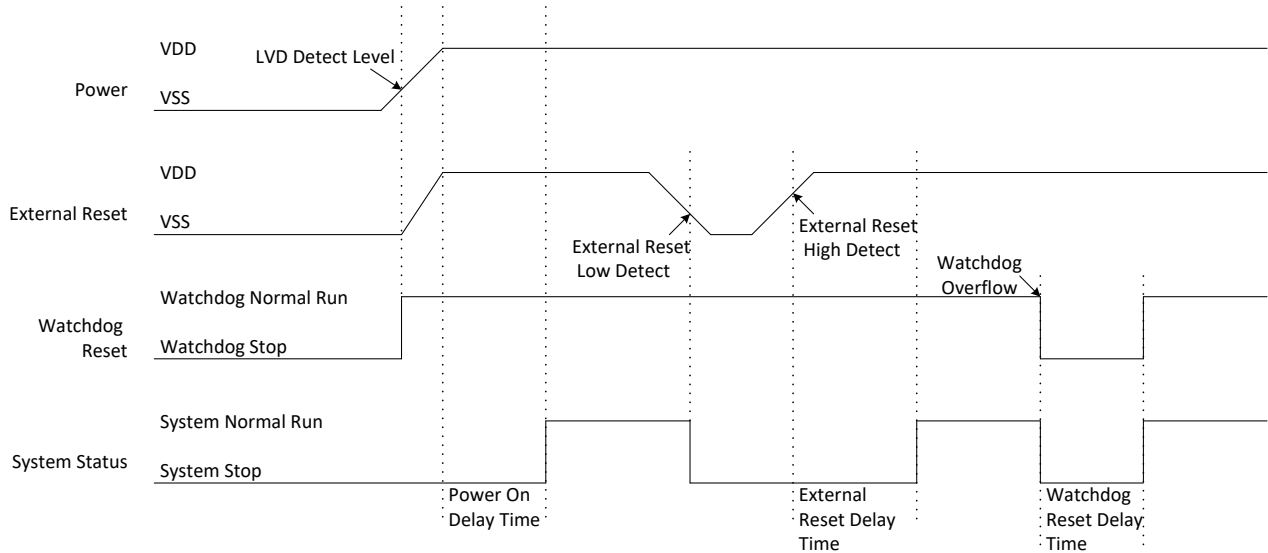 VDD
LVD Detect Level
Power
VSS
VDD
External Reset
VSS
External Reset
Low Detect
External Reset
High Detect
Watchdog
Overflow
Watchdog Normal Run
Watchdog
Reset
Watchdog Stop
System Normal Run
System Status
System Stop
Power On
Delay Time
External
Reset Delay
Time
Watchdog
Reset Delay
Time